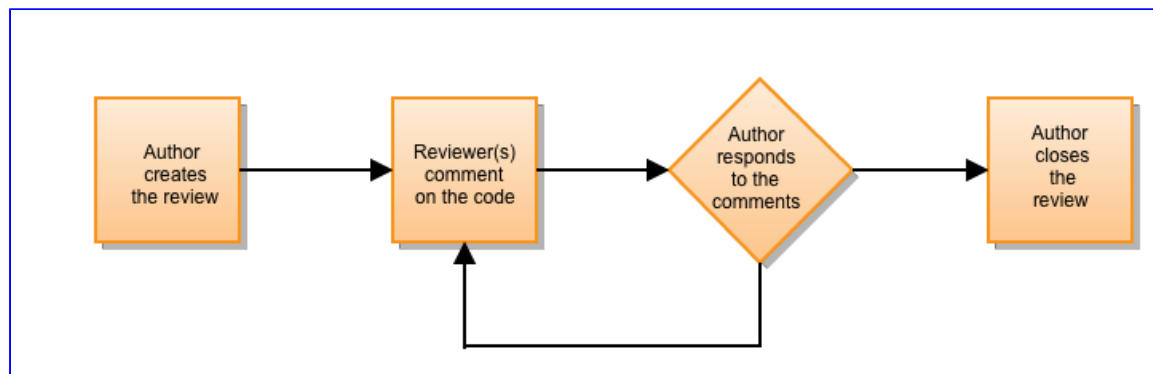 Author
creates
the review
Reviewer(s)
comment
on the code
Author
responds
to the
comments
Author
closes
the
review